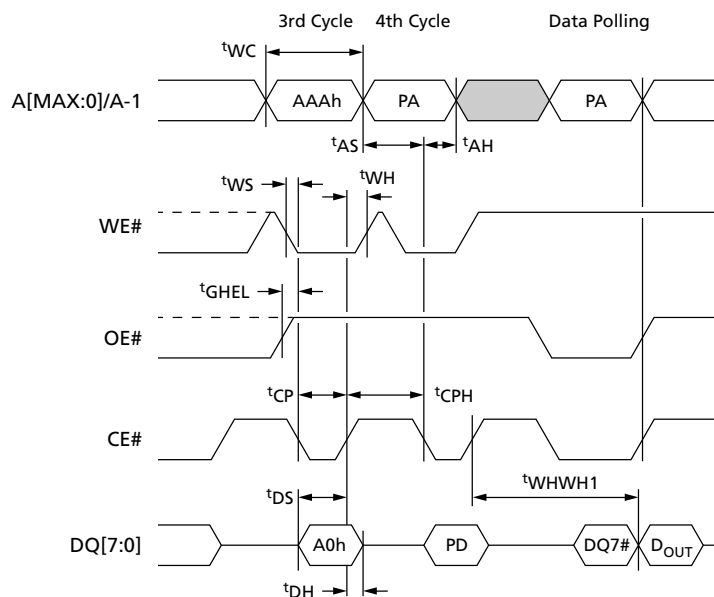 3rd Cycle 4th Cycle Data Polling
tWC
A[MAX:0]/A-1 AAAh PA PA
tAS tAH
tWS tWH
WE#
tGHEL
OE#
tCP tCPH
CE#
tWHWH1
tDS
DQ[7:0] A0h PD DQ7# DOUT
tDH